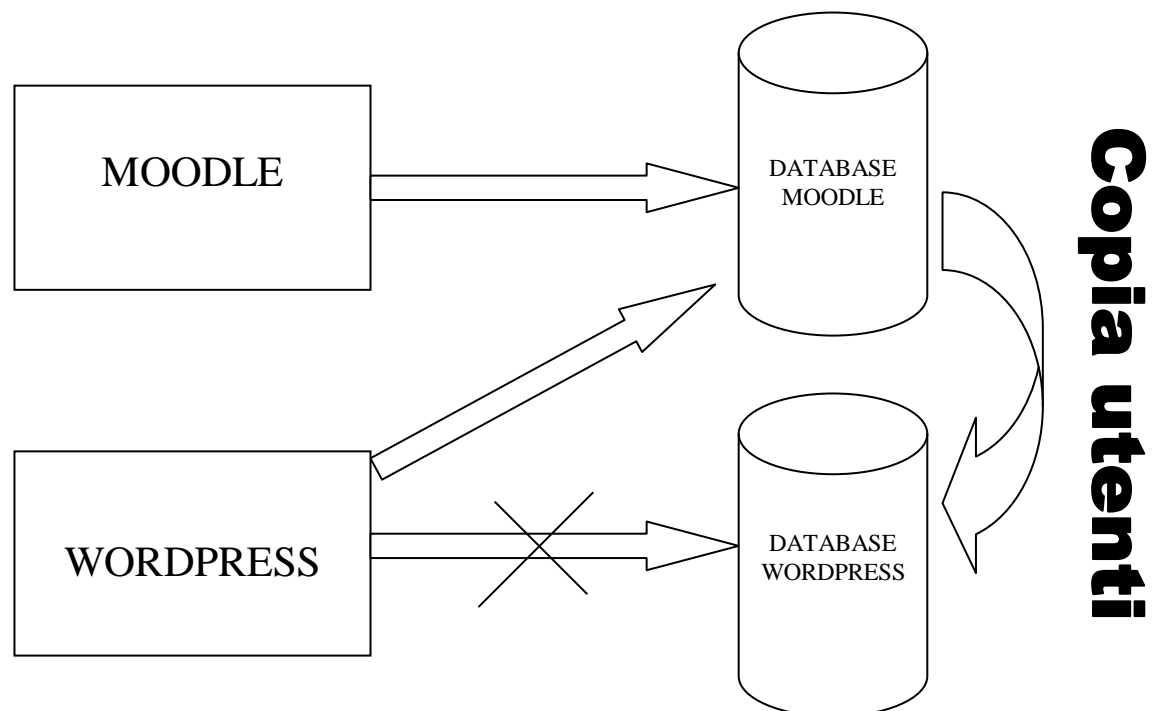 MOODLE
DATABASE
MOODLE
Copia utenti
WORDPRESS
DATABASE
WORDPRESS